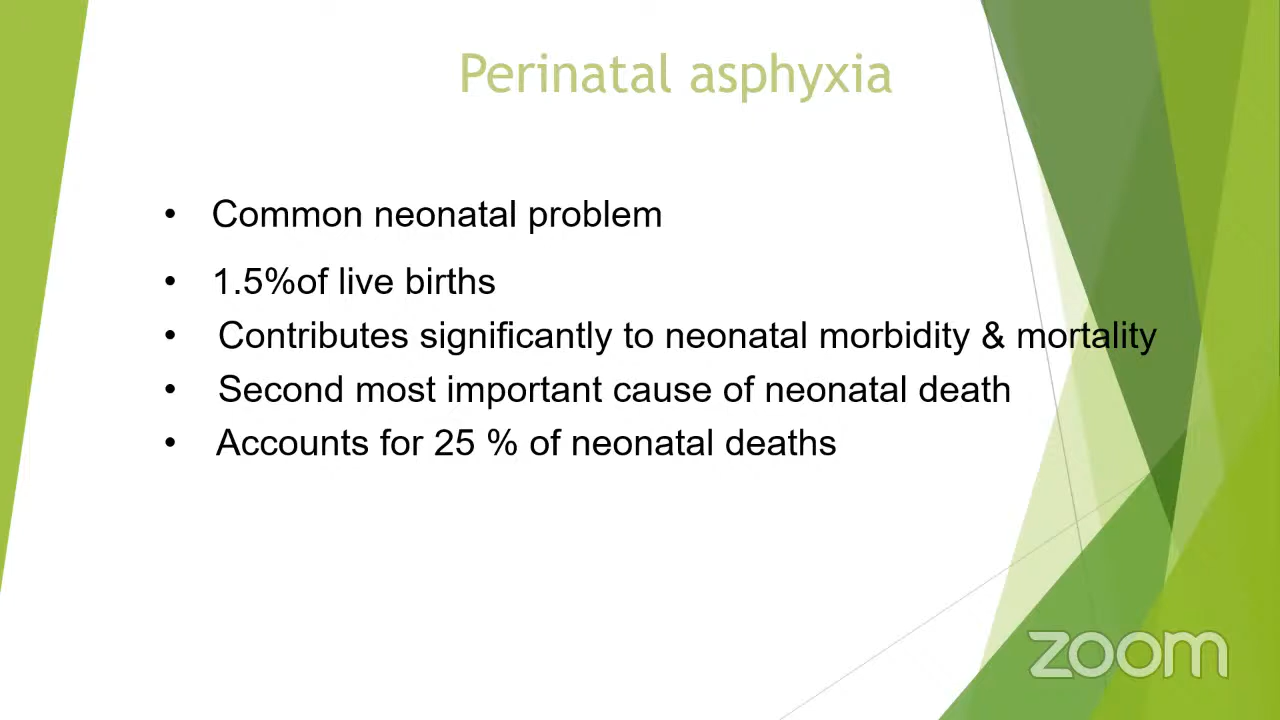 Perinatal asphyxia
• Common neonatal problem
• 1.5%of live births
• Contributes significantly to neonatal morbidity & mortality
• Second most important cause of neonatal death
• Accounts for 25 % of neonatal deaths
zoom